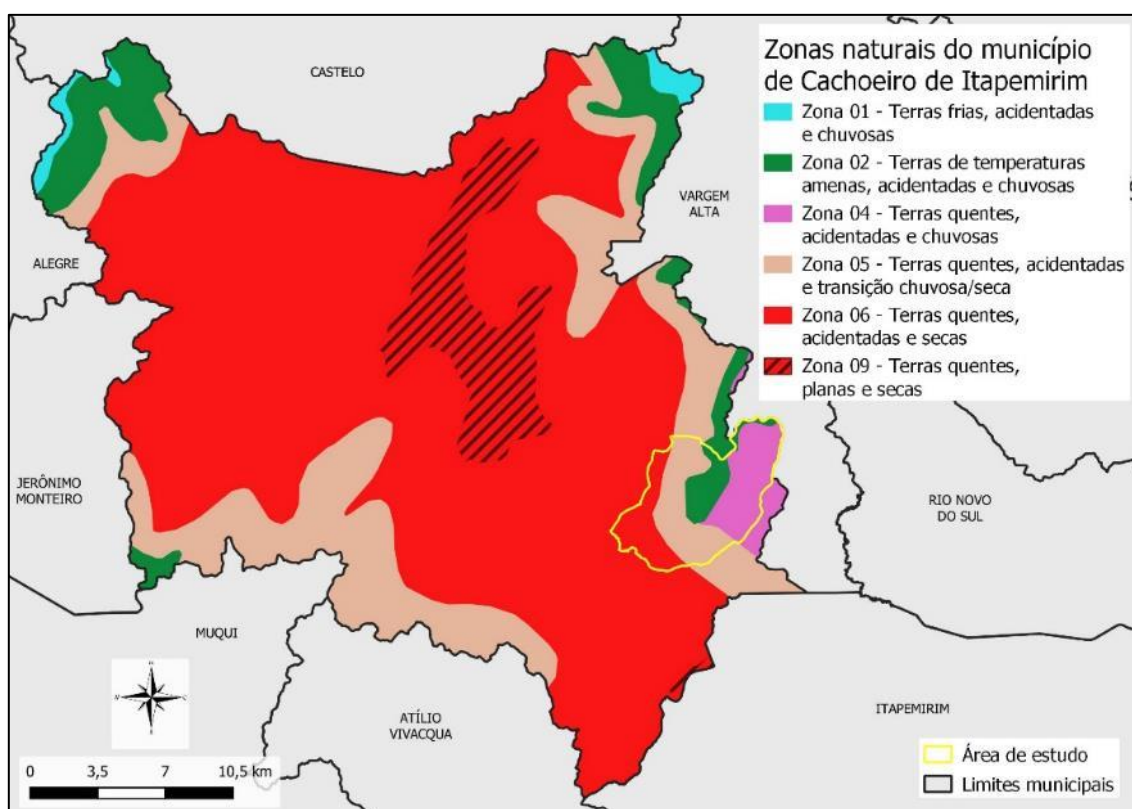 Zonas naturais do município
de Cachoeiro de Itapemirim
Zona 01 - Terras frias, acidentadas
e chuvosas
Zona 02 - Terras de temperaturas
amenas, acidentadas e chuvosas
Zona 04 - Terras quentes,
acidentadas e chuvosas
Zona 05 - Terras quentes, acidentadas
e transição chuvosa/seca
Zona 06 - Terras quentes,
acidentadas e secas
Zona 09 - Terras quentes,
planas e secas
CASTELO
VARGEM
ALTA
ALEGRE
JERÔNIMO
MONTEIRO
RIO NOVO
DO SUL
MUQUI
ATÍLIO
VIVACQUA
ITAPEMIRIM
0 3,5 7 10,5 km
Área de estudo
Limites municipais